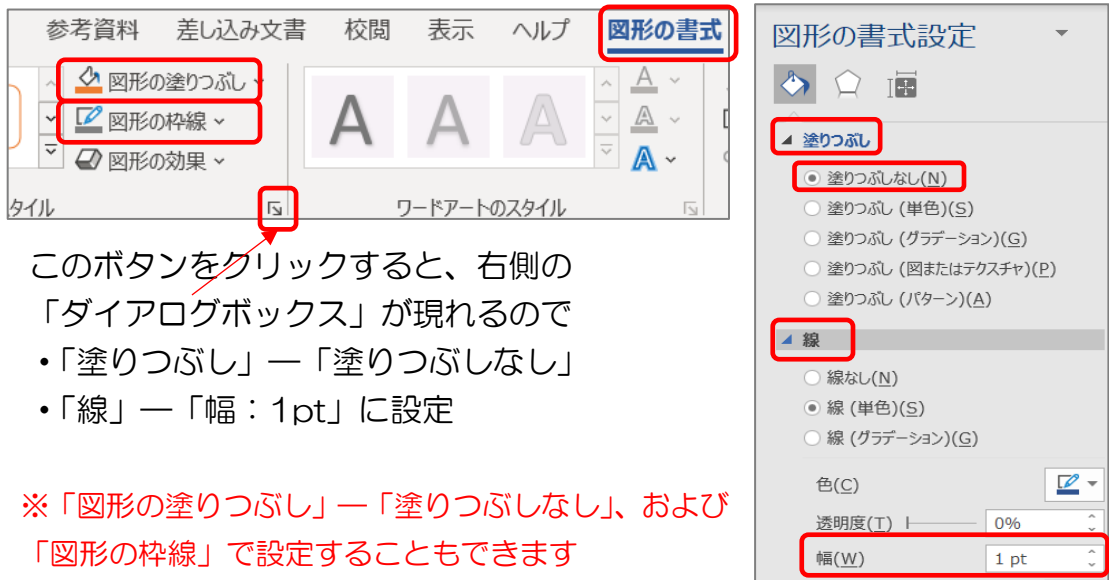 参考資料 差し込み文書 校閲 表示 ヘルプ 図形の書式
図形の塗りつぶし
図形の枠線
図形の効果
A A A
A
A
A
タイル
ワードアートのスタイル
このボタンをクリックすると、右側の
「ダイアログボックス」が現れるので
・「塗りつぶし」―「塗りつぶしなし」
・「線」―「幅：1pt」に設定
※「図形の塗りつぶし」―「塗りつぶしなし」、および
「図形の枠線」で設定することもできます
図形の書式設定
塗りつぶし
塗りつぶしなし(N)
塗りつぶし (単色)(S)
塗りつぶし (グラデーション)(G)
塗りつぶし (図またはテクスチャ)(P)
塗りつぶし (パターン)(A)
線
線なし(N)
線 (単色)(S)
線 (グラデーション)(G)
色(C)
透明度(T) 0%
幅(W) 1 pt